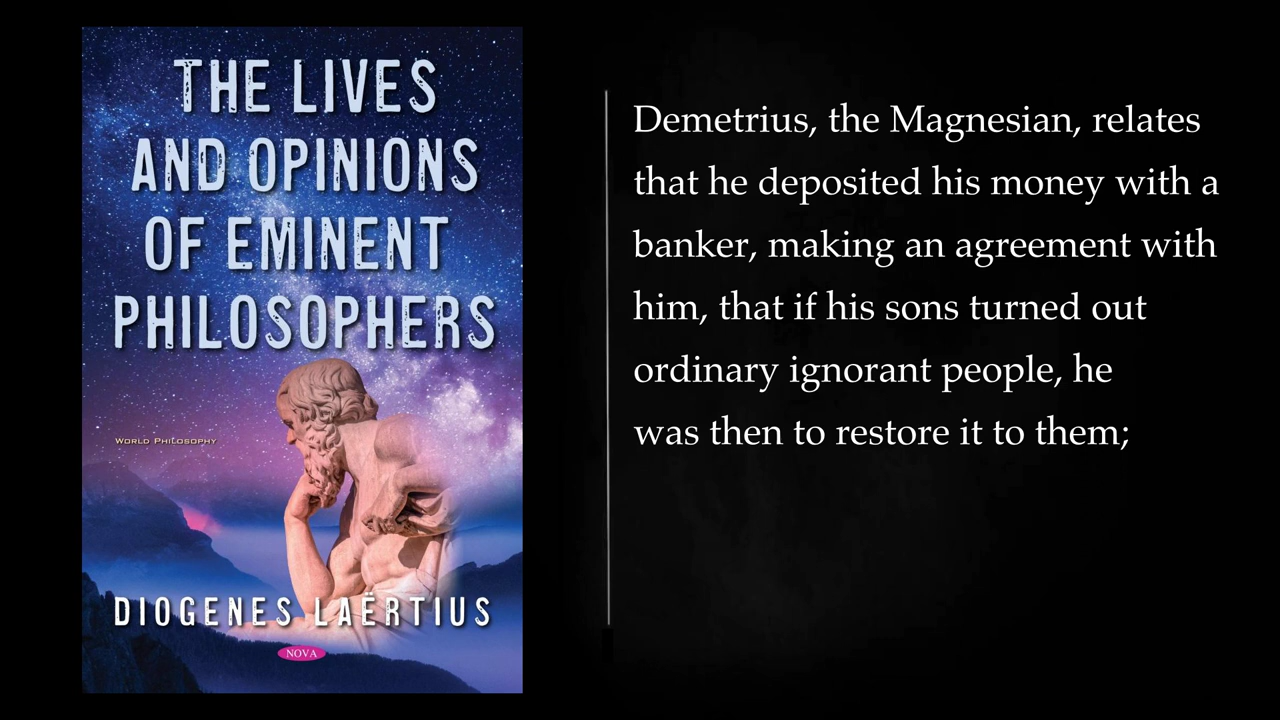 THE LIVES
AND OPINIONS
OF EMINENT
PHILOSOPHERS
WORLD PHILOSOPHY
DIOGENES LAËRTIUS
NOVA
Demetrius, the Magnesian, relates
that he deposited his money with a
banker, making an agreement with
him, that if his sons turned out
ordinary ignorant people, he
was then to restore it to them;